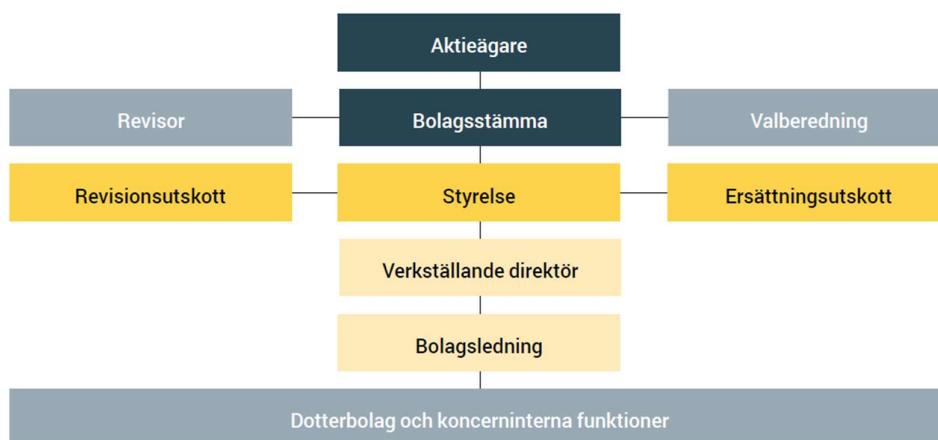 Aktieägare
Revisor
Bolagsstämma
Valberedning
Revisionsutskott
Styrelse
Ersättningsutskott
Verkställande direktör
Bolagsledning
Dotterbolag och koncerninterna funktioner